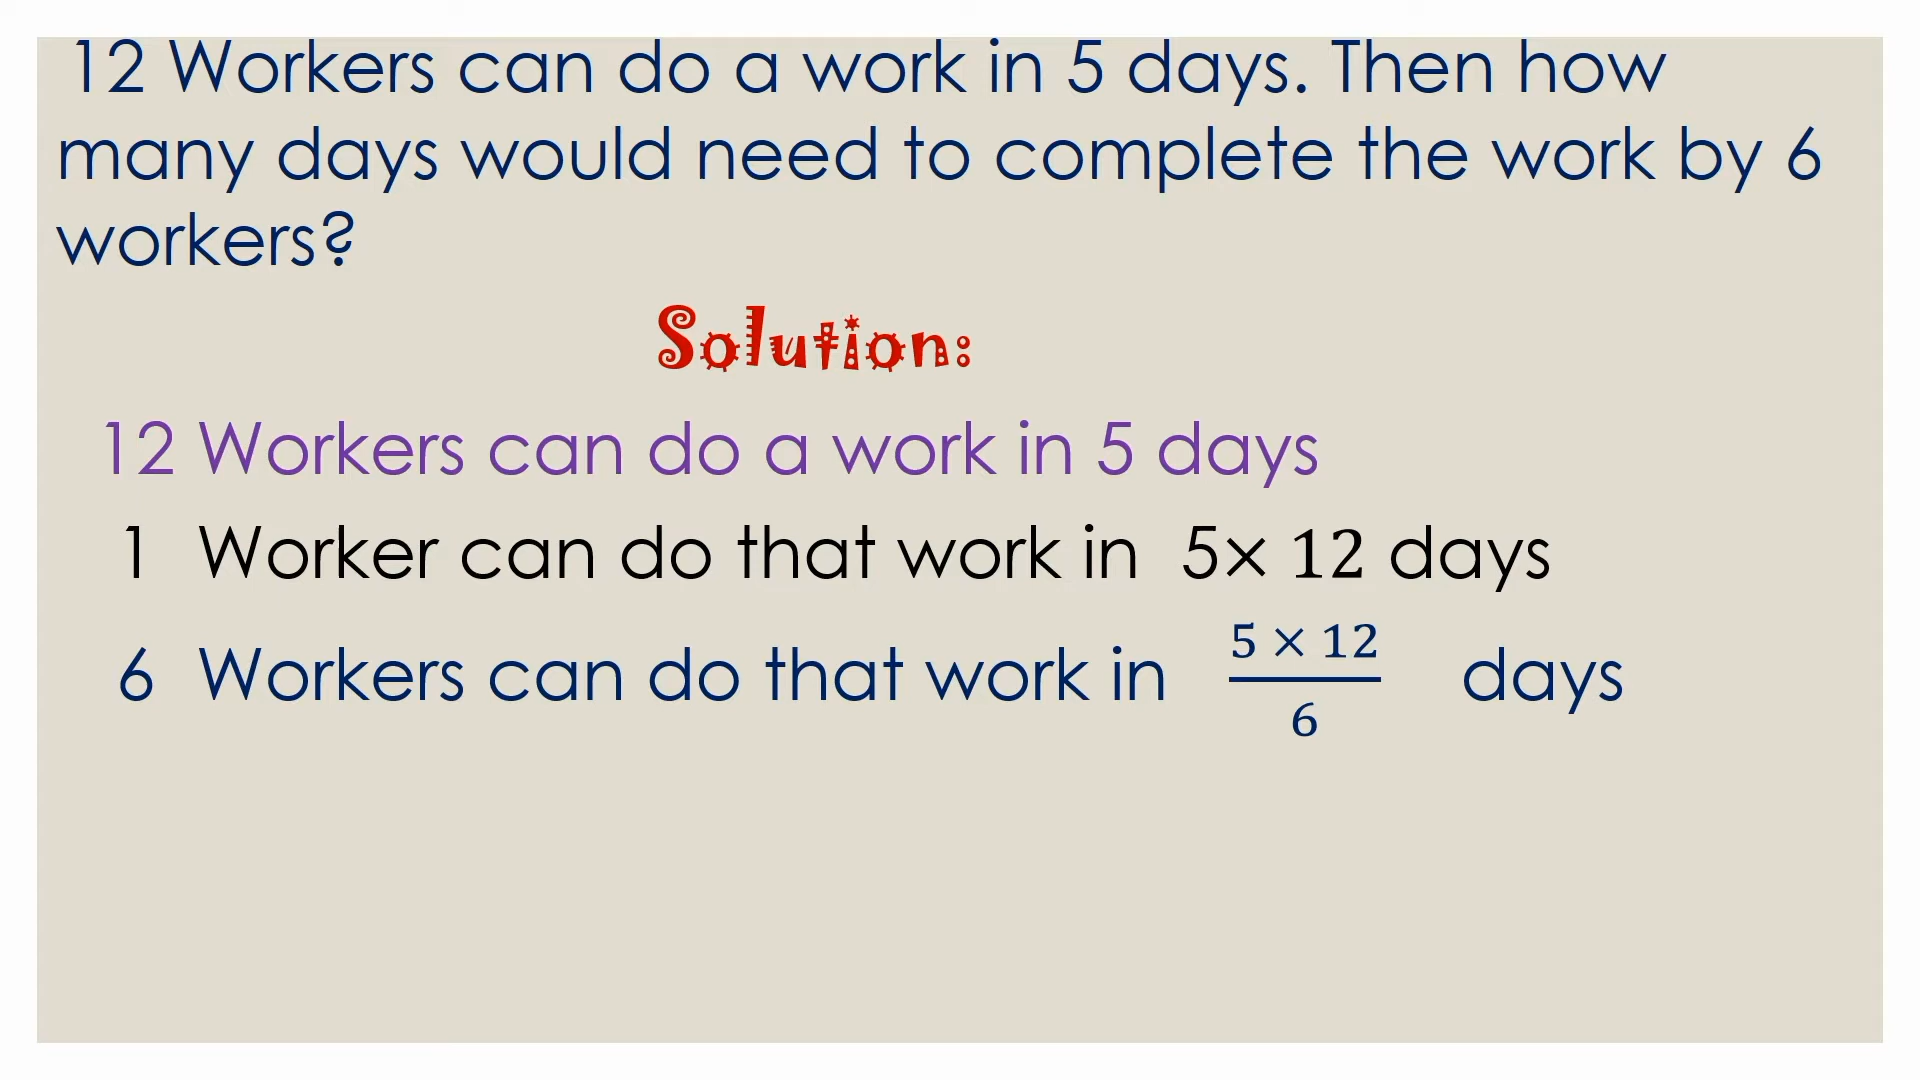 12 Workers can do a work in 5 days. Then how
many days would need to complete the work by 6
workers?
Solution:
12 Workers can do a work in 5 days
1 Worker can do that work in 5× 12 days
6 Workers can do that work in \frac{5 × 12}{6} days